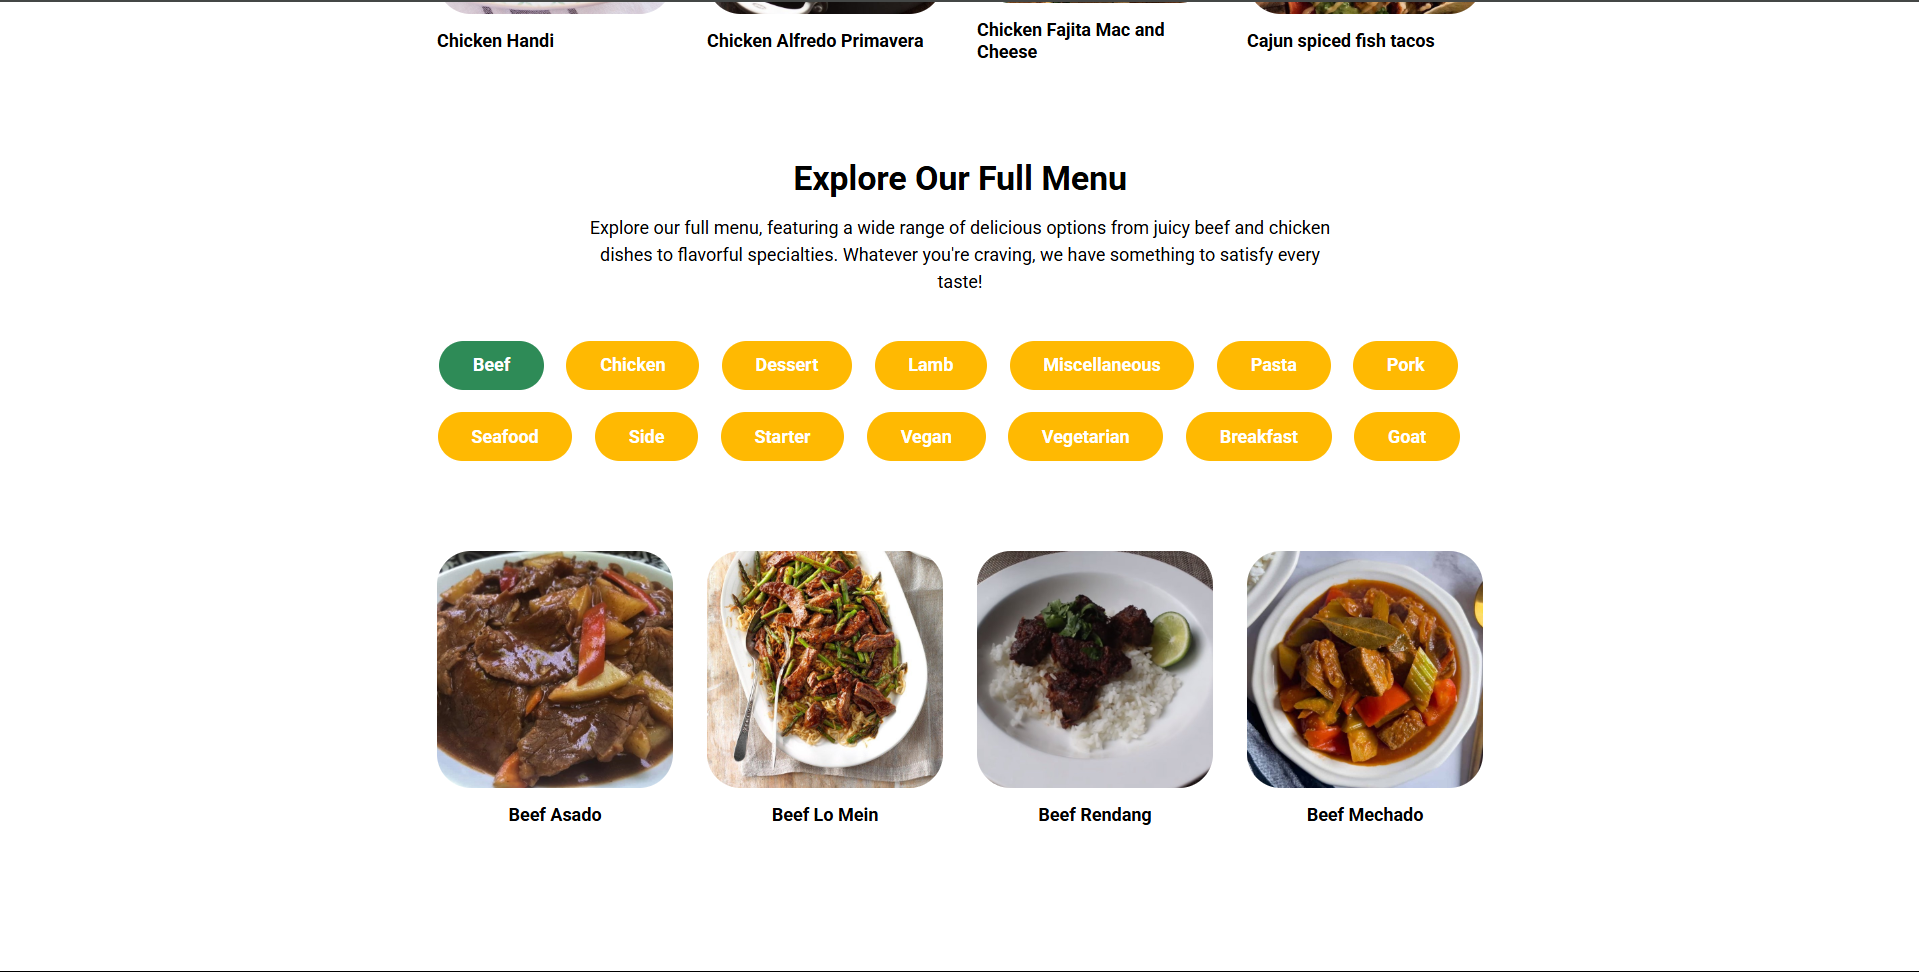 Chicken Handi
Chicken Alfredo Primavera
Chicken Fajita Mac and
Cheese
Cajun spiced fish tacos
Explore Our Full Menu
Explore our full menu, featuring a wide range of delicious options from juicy beef and chicken
dishes to flavorful specialties. Whatever you're craving, we have something to satisfy every
taste!
Beef
Chicken
Dessert
Lamb
Miscellaneous
Pasta
Pork
Seafood
Side
Starter
Vegan
Vegetarian
Breakfast
Goat
Beef Asado
Beef Lo Mein
Beef Rendang
Beef Mechado